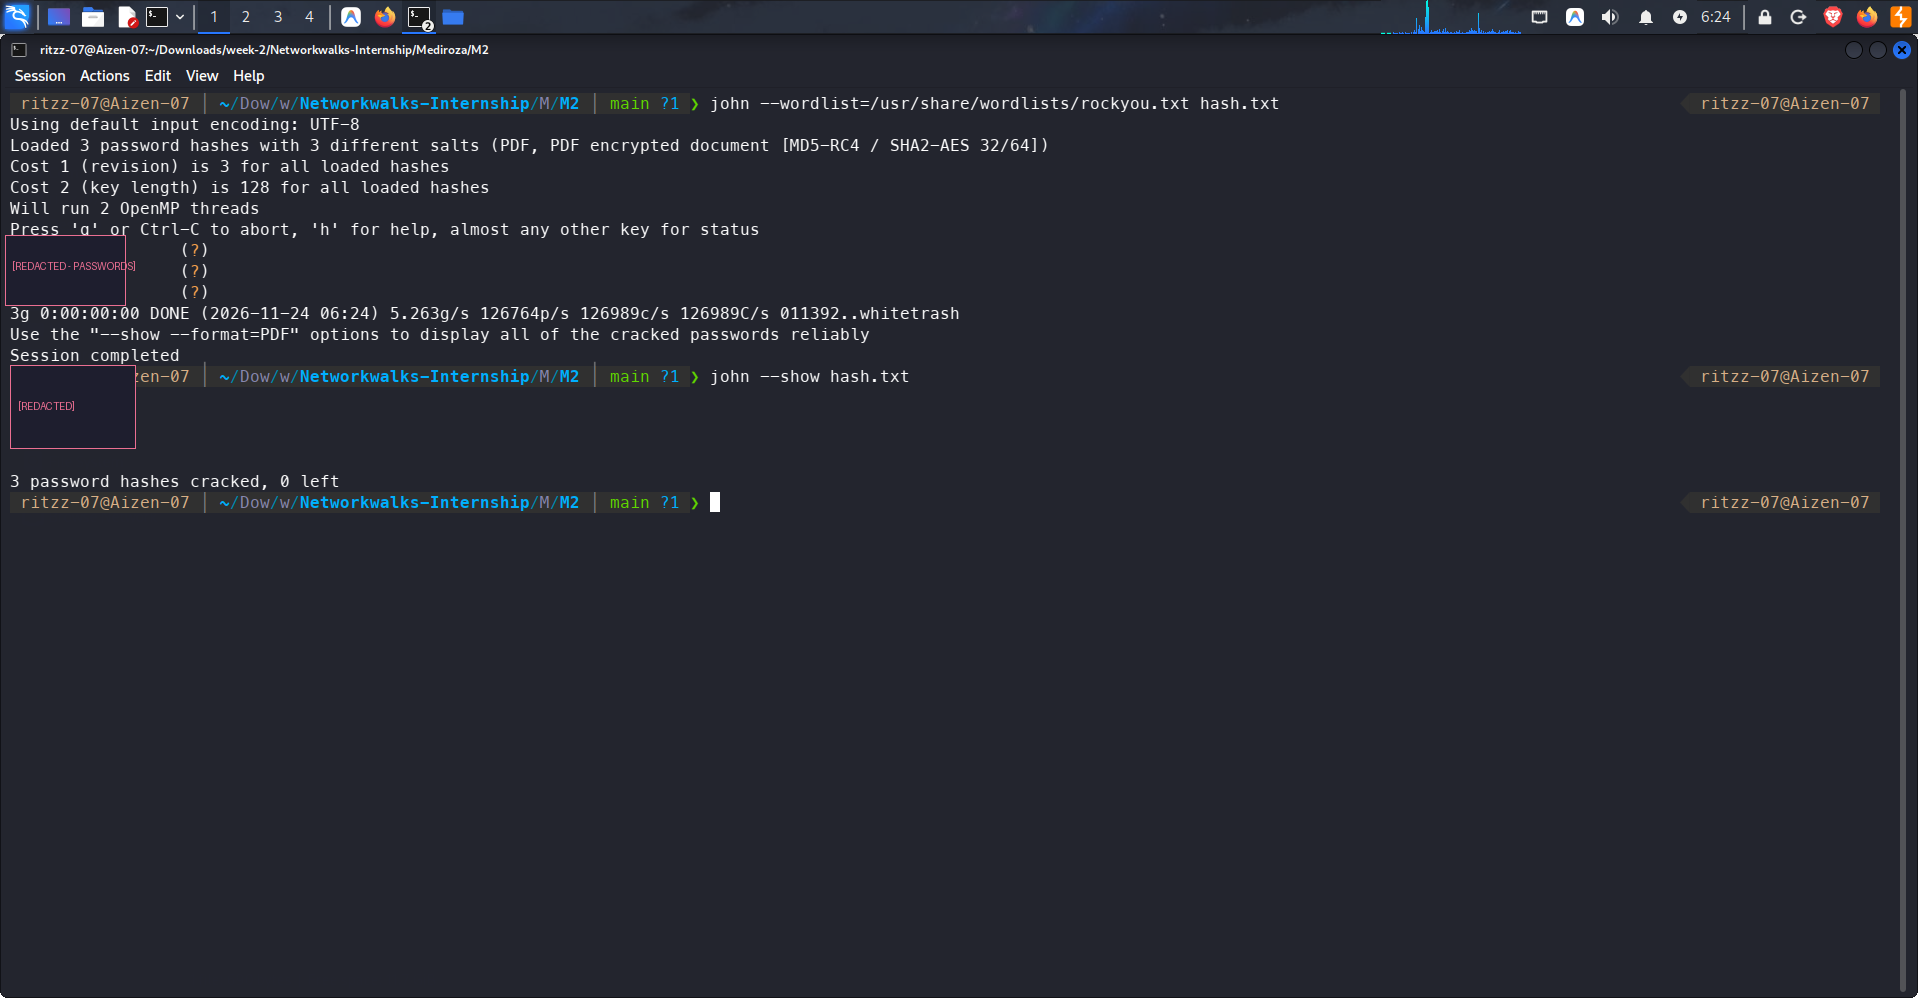 1 2 3 4 2 6:24
ritzz-07@Aizen-07:~/Downloads/week-2/Networkwalks-Internship/Mediroza/M2
Session Actions Edit View Help
ritzz-07@Aizen-07 | ~/Dow/w/Networkwalks-Internship/M/M2 | main ?1 ❯ john --wordlist=/usr/share/wordlists/rockyou.txt hash.txt ritzz-07@Aizen-07
Using default input encoding: UTF-8
Loaded 3 password hashes with 3 different salts (PDF, PDF encrypted document [MD5-RC4 / SHA2-AES 32/64])
Cost 1 (revision) is 3 for all loaded hashes
Cost 2 (key length) is 128 for all loaded hashes
Will run 2 OpenMP threads
Press 'q' or Ctrl-C to abort, 'h' for help, almost any other key for status
(?)
[REDACTED - PASSWORDS] (?)
(?)
3g 0:00:00:00 DONE (2026-11-24 06:24) 5.263g/s 126764p/s 126989c/s 126989C/s 011392..whitetrash
Use the "--show --format=PDF" options to display all of the cracked passwords reliably
Session completed
zen-07 | ~/Dow/w/Networkwalks-Internship/M/M2 | main ?1 ❯ john --show hash.txt ritzz-07@Aizen-07
[REDACTED]
3 password hashes cracked, 0 left
ritzz-07@Aizen-07 | ~/Dow/w/Networkwalks-Internship/M/M2 | main ?1 ❯ ritzz-07@Aizen-07